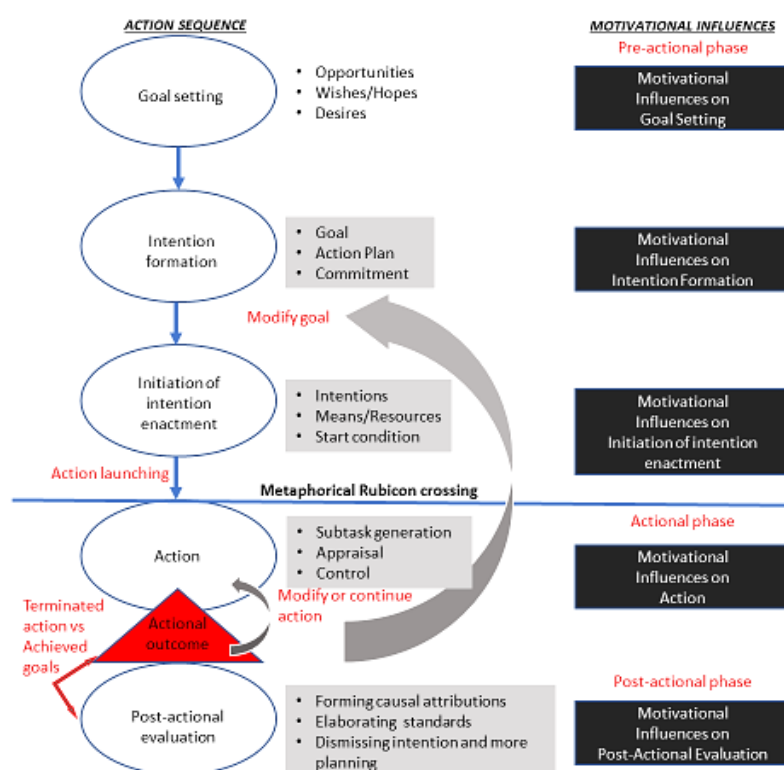 ACTION SEQUENCE
MOTIVATIONAL INFLUENCES
Pre-actional phase
Goal setting
• Opportunities
• Wishes/Hopes
• Desires
Motivational
Influences on
Goal Setting
Intention
formation
• Goal
• Action Plan
• Commitment
Motivational
Influences on
Intention Formation
Modify goal
Initiation of
intention
enactment
• Intentions
• Means/Resources
• Start condition
Motivational
Influences on
Initiation of intention
enactment
Action launching
Metaphorical Rubicon crossing
Actional phase
Action
• Subtask generation
• Appraisal
• Control
Motivational
Influences on
Action
Modify or continue
action
Terminated
action vs
Achieved
goals
Actional
outcome
Post-actional phase
Post-actional
evaluation
• Forming causal attributions
• Elaborating standards
• Dismissing intention and more
planning
Motivational
Influences on
Post-Actional Evaluation